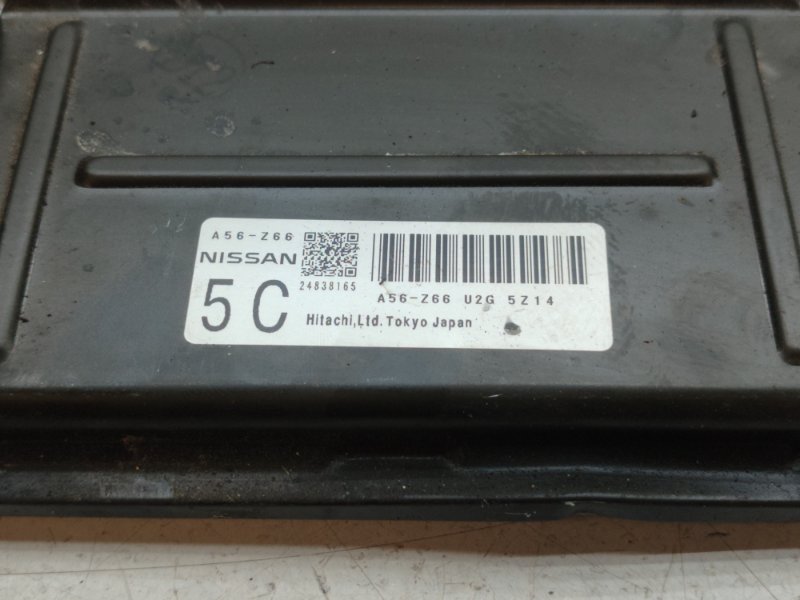 A56-Z66
NISSAN
24838165
5C
A56-Z66 U2G 5Z14
Hitachi,Ltd. Tokyo Japan